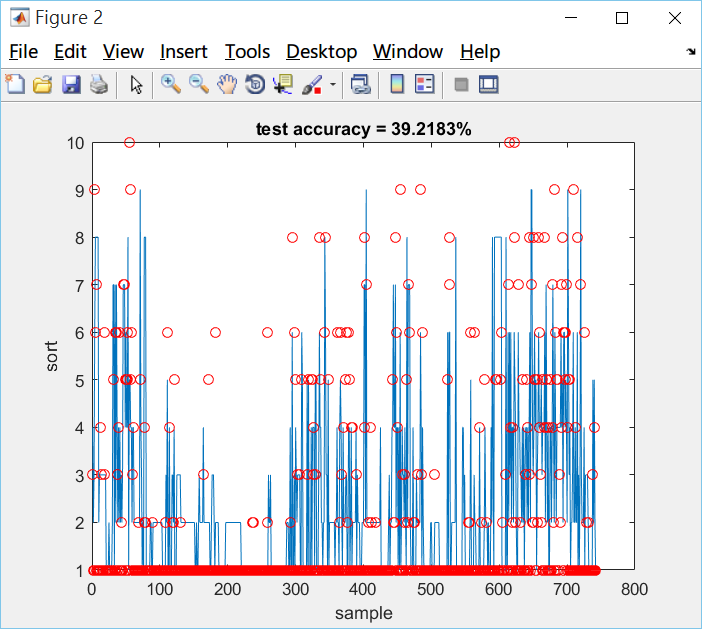 Figure 2
File Edit View Insert Tools Desktop Window Help
test accuracy = 39.2183%
10
9
8
7
6
5
4
3
2
1
sort
0 100 200 300 400 500 600 700 800
sample